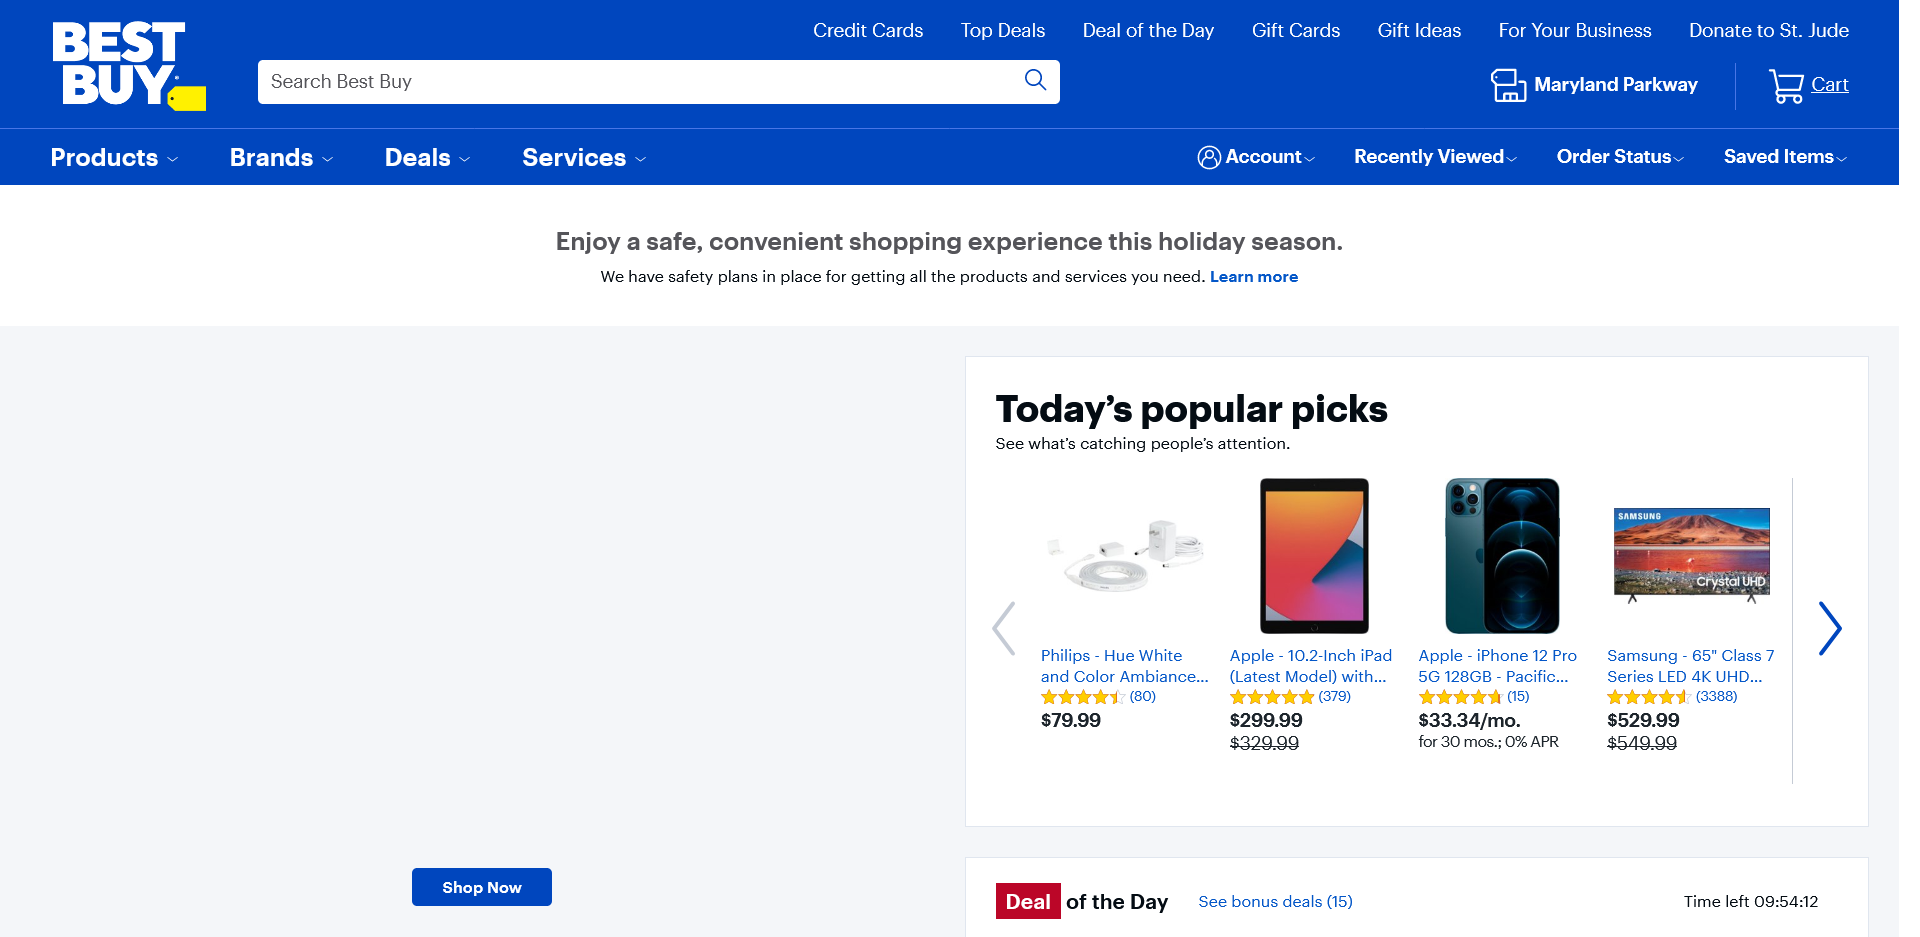 BEST
BUY
Credit Cards
Top Deals
Deal of the Day
Gift Cards
Gift Ideas
For Your Business
Donate to St. Jude
Search Best Buy
Maryland Parkway
Cart
Products
Brands
Deals
Services
Account
Recently Viewed
Order Status
Saved Items
Enjoy a safe, convenient shopping experience this holiday season.
We have safety plans in place for getting all the products and services you need. Learn more
Shop Now
Today’s popular picks
See what’s catching people’s attention.
Philips - Hue White
and Color Ambiance...
(80)
$79.99
Apple - 10.2-Inch iPad
(Latest Model) with...
(379)
$299.99
$329.99
Apple - iPhone 12 Pro
5G 128GB - Pacific...
(15)
$33.34/mo.
for 30 mos.; 0% APR
SAMSUNG
Crystal UHD
Samsung - 65" Class 7
Series LED 4K UHD...
(3388)
$529.99
$549.99
Deal of the Day
See bonus deals (15)
Time left 09:54:12